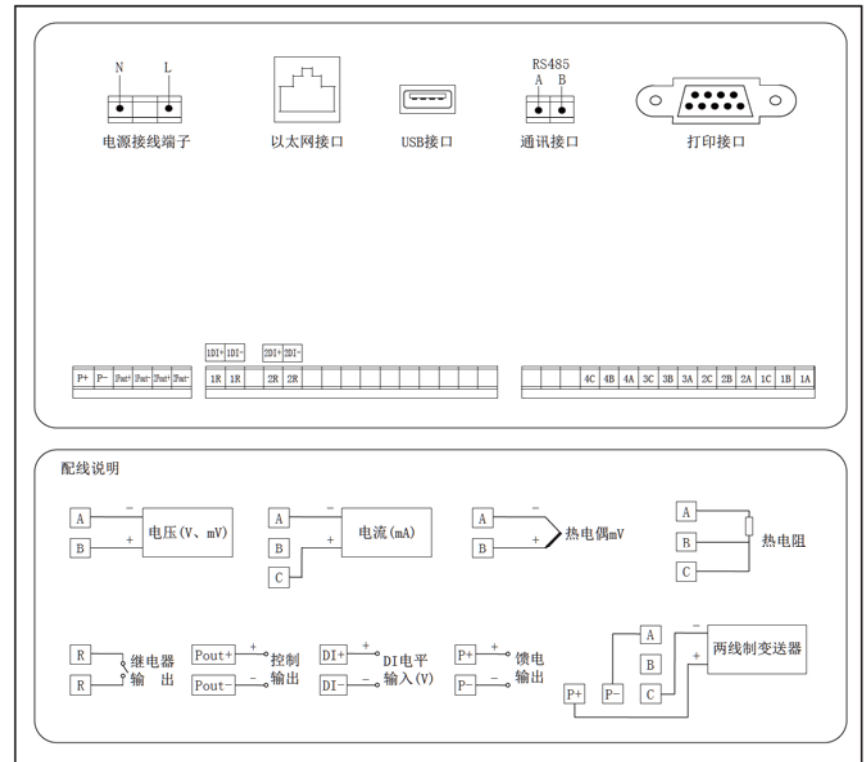 N L
RS485
A B
电源接线端子
以太网接口
USB接口
通讯接口
打印接口
1DI+ 1DI- 2DI+ 2DI-
P+ P-
1R 1R 2R 2R
4C 4B 4A 3C 3B 3A 2C 2B 2A 1C 1B 1A
配线说明
A - B + 电压(V、mV)
A - B + C 电流(mA)
A - B + 热电偶mV
A B C 热电阻
R R 继电器
输 出
Pout+ + Pout- - 控制
输出
DI+ + DI- - DI电平
输入(V)
P+ + P- - 馈电
输出
P+ P- A B C - + 两线制变送器